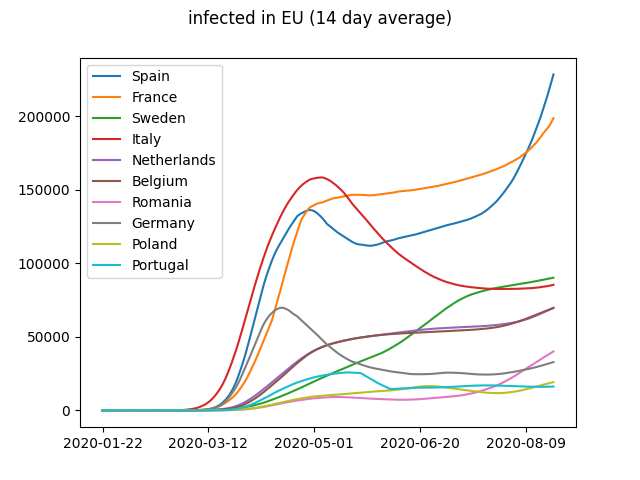 infected in EU (14 day average)
Spain
France
Sweden
Italy
Netherlands
Belgium
Romania
Germany
Poland
Portugal
200000
150000
100000
50000
0
2020-01-22 2020-03-12 2020-05-01 2020-06-20 2020-08-09